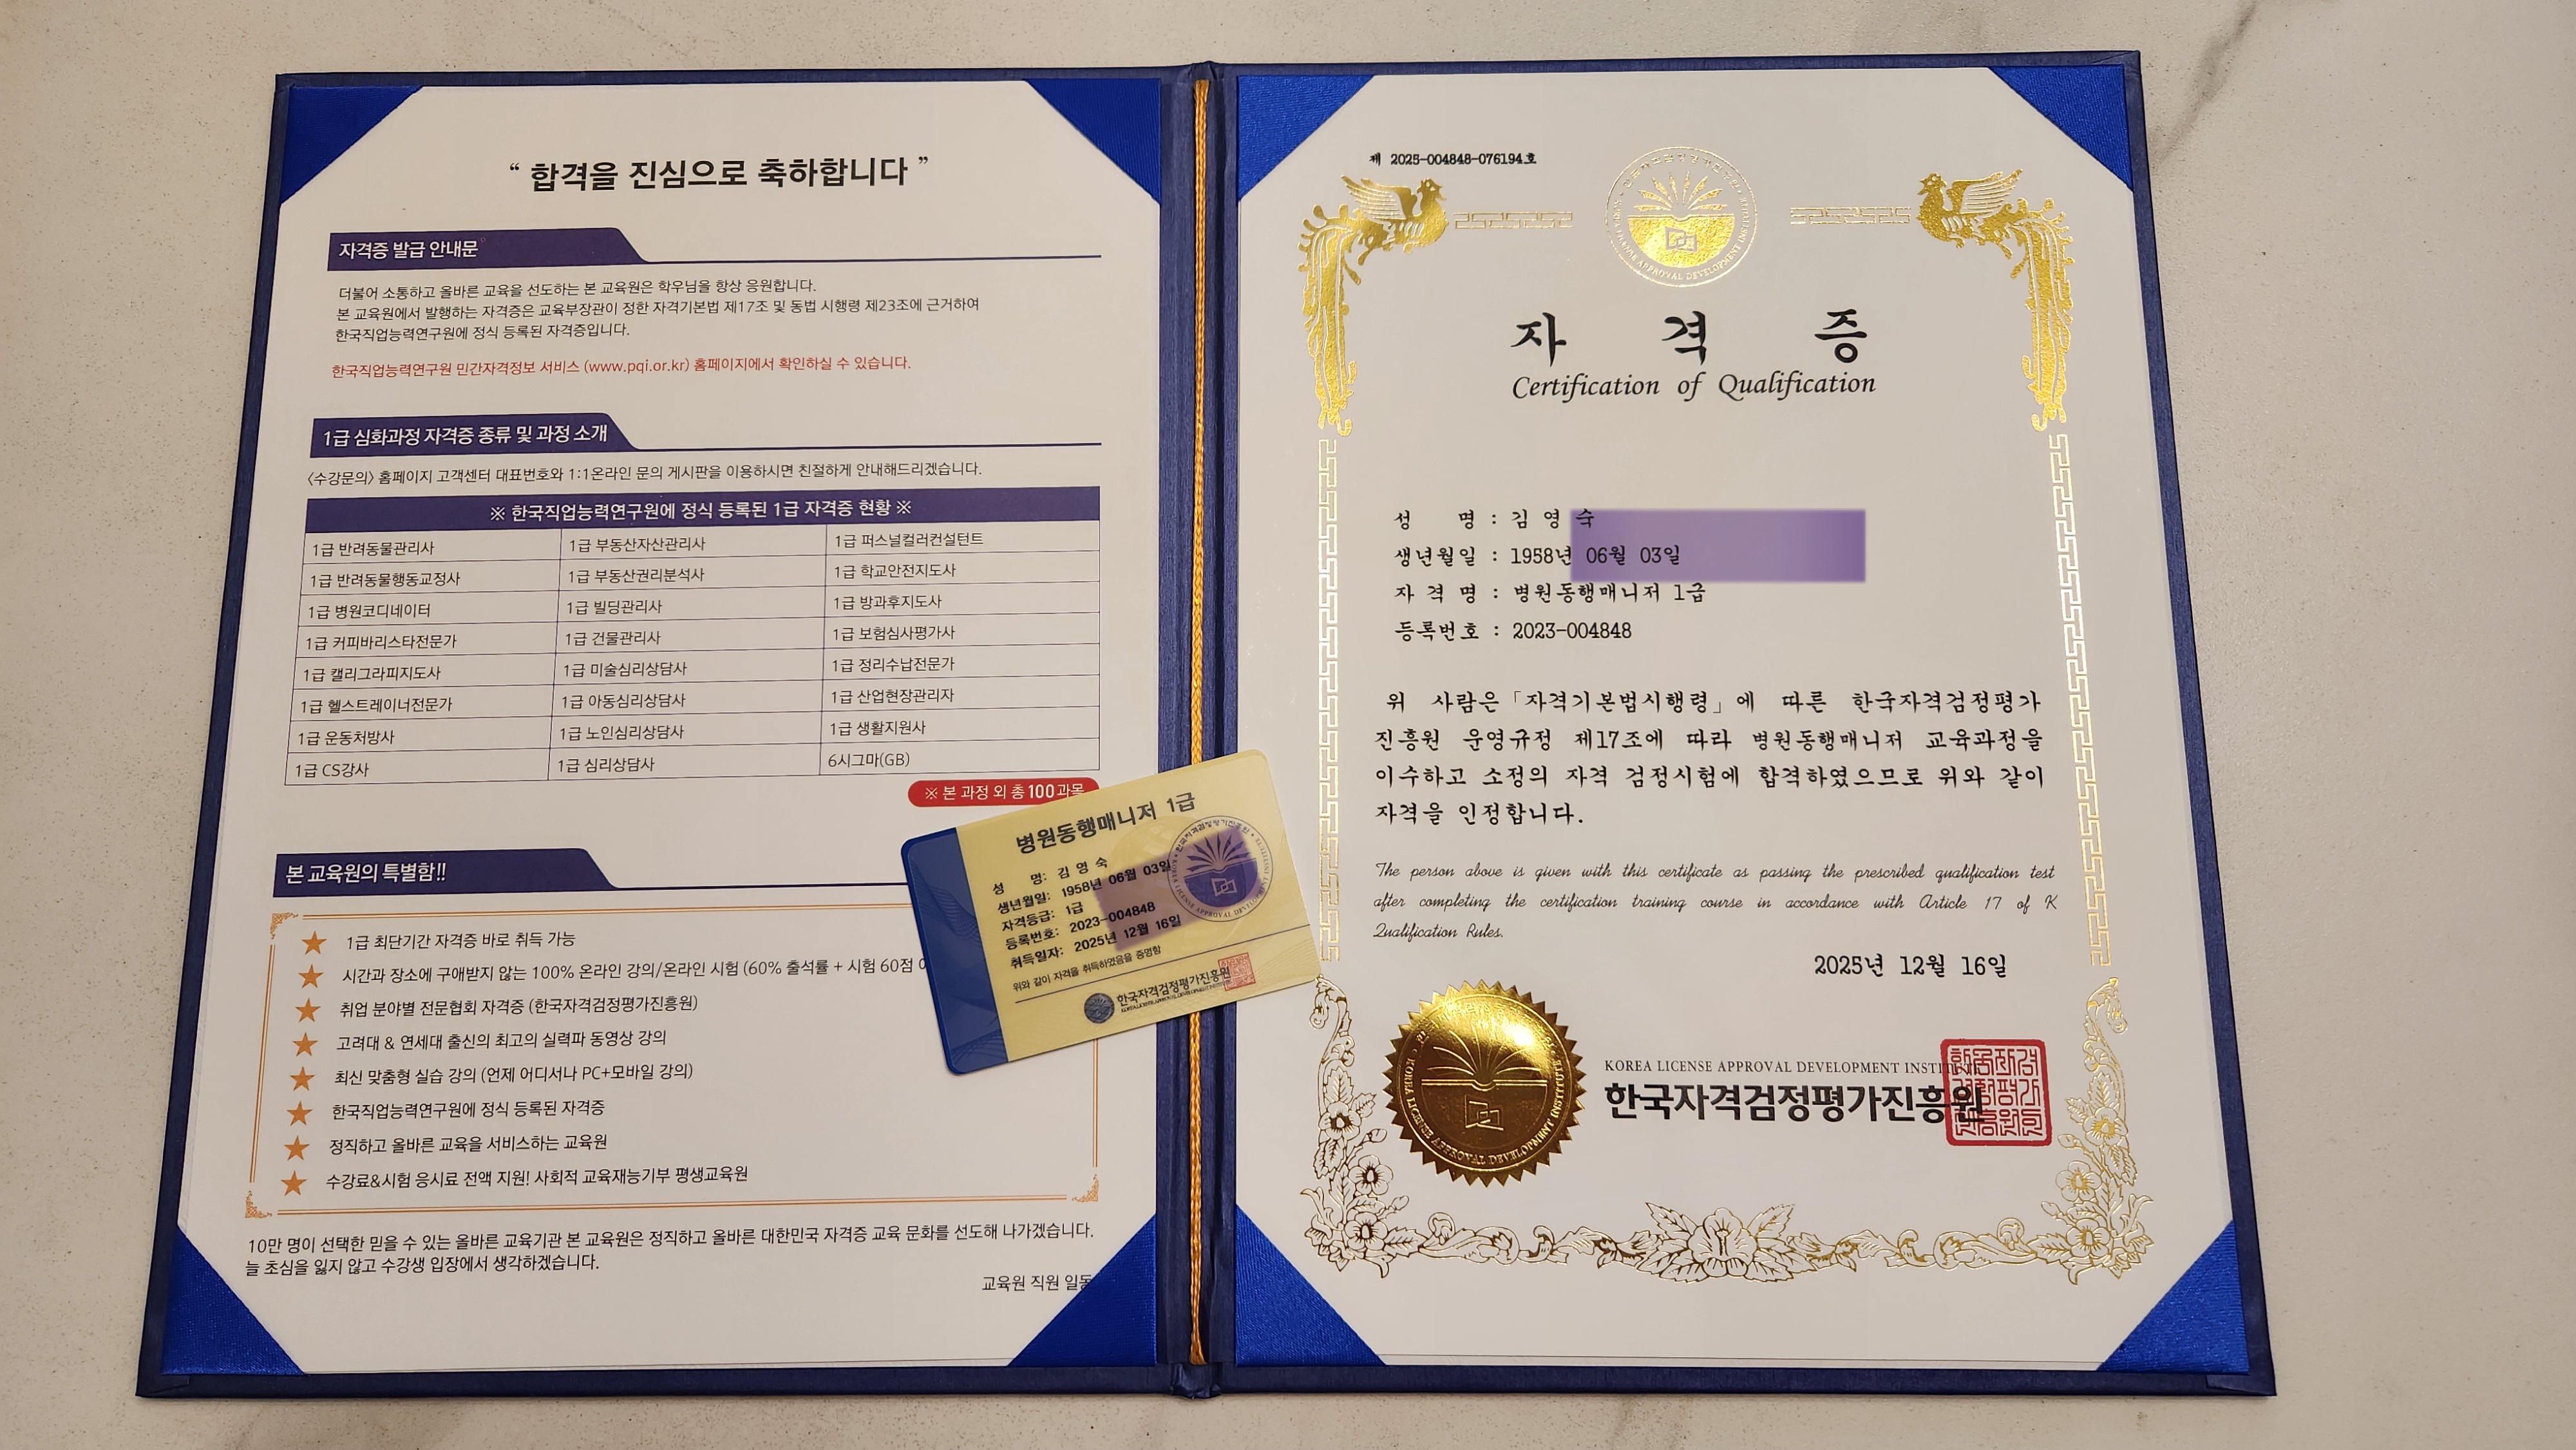 “ 합격을 진심으로 축하합니다 ”
자격증 발급 안내문
더불어 소통하고 올바른 교육을 선도하는 본 교육원은 학우님을 항상 응원합니다.
본 교육원에서 발행하는 자격증은 교육부장관이 정한 자격기본법 제17조 및 동법 시행령 제23조에 근거하여
한국직업능력연구원에 정식 등록된 자격증입니다.
한국직업능력연구원 민간자격정보 서비스 (www.pqi.or.kr) 홈페이지에서 확인하실 수 있습니다.
1급 심화과정 자격증 종류 및 과정 소개
<수강문의> 홈페이지 고객센터 대표번호와 1:1온라인 문의 게시판을 이용하시면 친절하게 안내해드리겠습니다.
※ 한국직업능력연구원에 정식 등록된 1급 자격증 현황 ※
1급 반려동물관리사 1급 부동산자산관리사 1급 퍼스널컬러컨설턴트
1급 반려동물행동교정사 1급 부동산권리분석사 1급 학교안전지도사
1급 병원코디네이터 1급 빌딩관리사 1급 방과후지도사
1급 커피바리스타전문가 1급 건물관리사 1급 보험심사평가사
1급 캘리그라피지도사 1급 미술심리상담사 1급 정리수납전문가
1급 헬스트레이너전문가 1급 아동심리상담사 1급 산업현장관리자
1급 운동처방사 1급 노인심리상담사 1급 생활지원사
1급 CS강사 1급 심리상담사 6시그마(GB)
※ 본 과정 외 총 100과목
본 교육원의 특별함!!
1급 최단기간 자격증 바로 취득 가능
시간과 장소에 구애받지 않는 100% 온라인 강의/온라인 시험 (60% 출석률 + 시험 60점
취업 분야별 전문협회 자격증 (한국자격검정평가진흥원)
고려대 & 연세대 출신의 최고의 실력파 동영상 강의
최신 맞춤형 실습 강의 (언제 어디서나 PC+모바일 강의)
한국직업능력연구원에 정식 등록된 자격증
정직하고 올바른 교육을 서비스하는 교육원
수강료&시험 응시료 전액 지원! 사회적 교육재능기부 평생교육원
10만 명이 선택한 믿을 수 있는 올바른 교육기관 본 교육원은 정직하고 올바른 대한민국 자격증 교육 문화를 선도해 나가겠습니다.
늘 초심을 잃지 않고 수강생 입장에서 생각하겠습니다.
교육원 직원 일동
병원동행매니저 1급
성 명: 김 영 숙
생년월일: 1958년 06월 03일
자격등급: 1급
등록번호: 2023-004848
취득일자: 2025년 12월 16일
위와 같이 자격을 취득하였음을 증명함
한국자격검정평가진흥원
제 2025-004848-076194호
자 격 증
Certification of Qualification
성 명 : 김 영 숙
생년월일 : 1958년 06월 03일
자 격 명 : 병원동행매니저 1급
등록번호 : 2023-004848
위 사람은 「자격기본법시행령」에 따른 한국자격검정평가
진흥원 운영규정 제17조에 따라 병원동행매니저 교육과정을
이수하고 소정의 자격 검정시험에 합격하였으므로 위와 같이
자격을 인정합니다.
The person above is given with this certificate as passing the prescribed qualification test
after completing the certification training course in accordance with Article 17 of K
Qualification Rules.
2025년 12월 16일
KOREA LICENSE APPROVAL DEVELOPMENT INSTITUTE
KOREA LICENSE APPROVAL DEVELOPMENT
한국자격검정평가진흥원